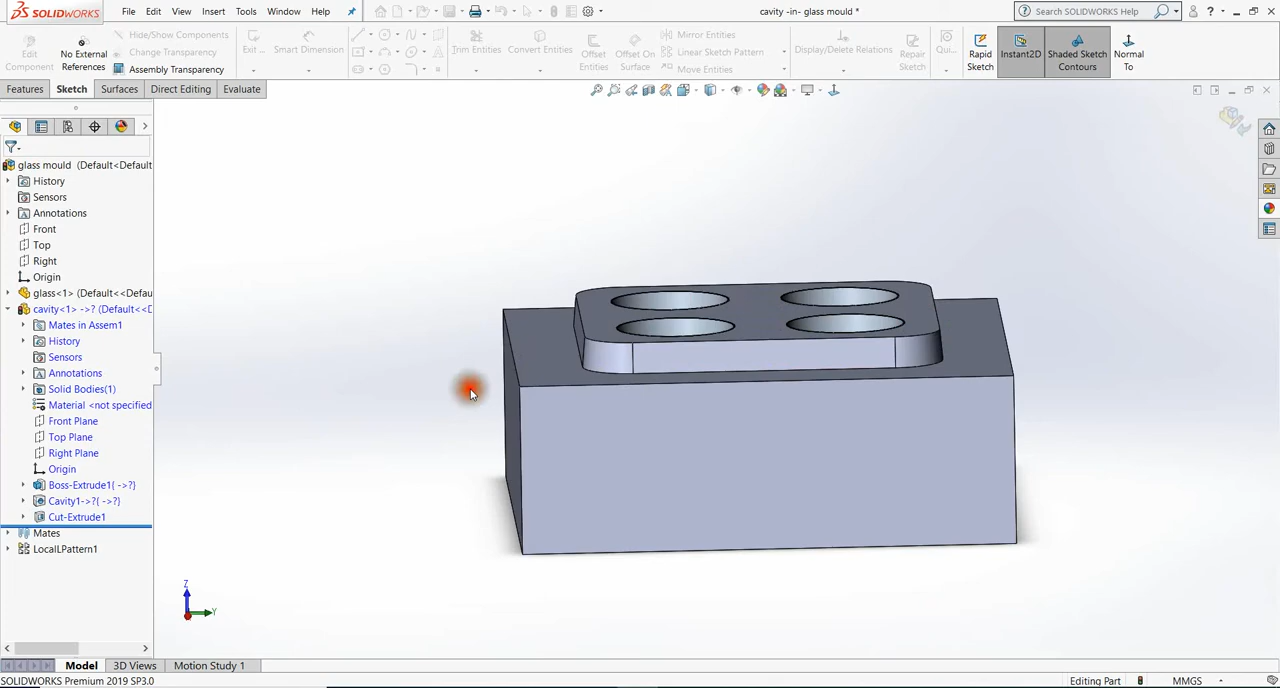 SOLIDWORKS
File Edit View Insert Tools Window Help
cavity -in- glass mould *
Search SOLIDWORKS Help
Edit Component
No External References
Hide/Show Components
Change Transparency
Assembly Transparency
Exit ...
Smart Dimension
Trim Entities
Convert Entities
Offset Entities
Offset On Surface
Mirror Entities
Linear Sketch Pattern
Move Entities
Display/Delete Relations
Repair Sketch
Qui...
Rapid Sketch
Instant2D
Shaded Sketch Contours
Normal To
Features Sketch Surfaces Direct Editing Evaluate
glass mould (Default<Default
History
Sensors
Annotations
Front
Top
Right
Origin
glass<1> (Default<<Defau
cavity<1> ->? (Default<<D
Mates in Assem1
History
Sensors
Annotations
Solid Bodies(1)
Material <not specified
Front Plane
Top Plane
Right Plane
Origin
Boss-Extrude1{ ->?}
Cavity1->?{ ->?}
Cut-Extrude1
Mates
LocalLPattern1
Z
Y
Model 3D Views Motion Study 1
SOLIDWORKS Premium 2019 SP3.0
Editing Part
MMGS